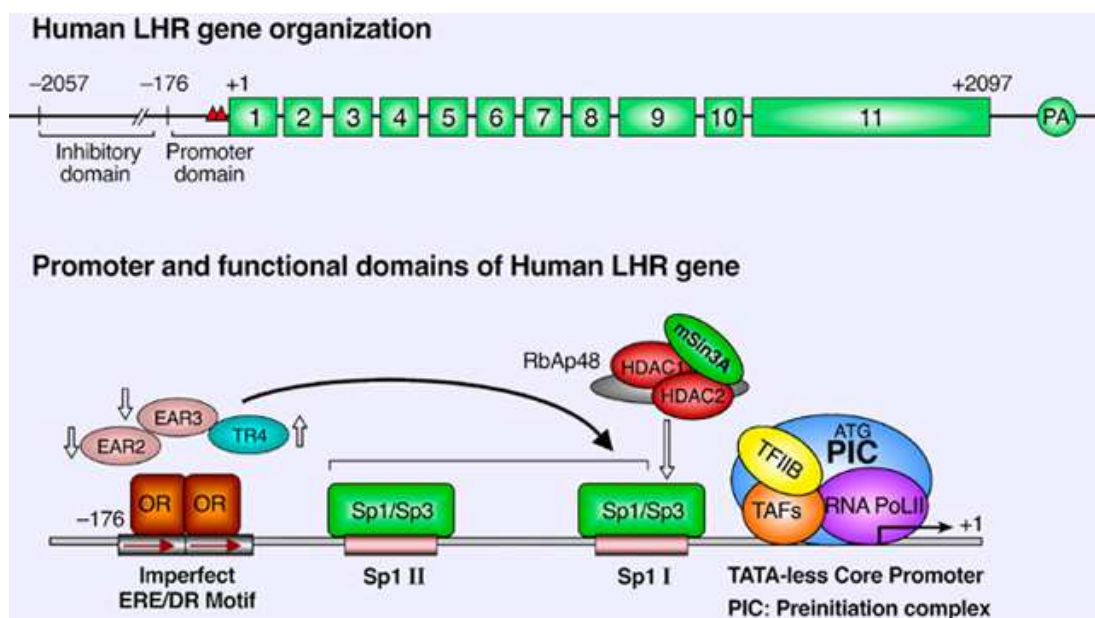 Human LHR gene organization
–2057 –176 +1 +2097
1 2 3 4 5 6 7 8 9 10 11 PA
Inhibitory domain
Promoter domain
Promoter and functional domains of Human LHR gene
RbAp48 HDAC1 mSin3A
HDAC2
EAR3
EAR2 TR4
ATG
PIC
TFIIB
TAFs RNA PoLII
OR OR
Sp1/Sp3 Sp1/Sp3
–176 +1
Imperfect
ERE/DR Motif
Sp1 II
Sp1 I
TATA-less Core Promoter
PIC: Preinitiation complex